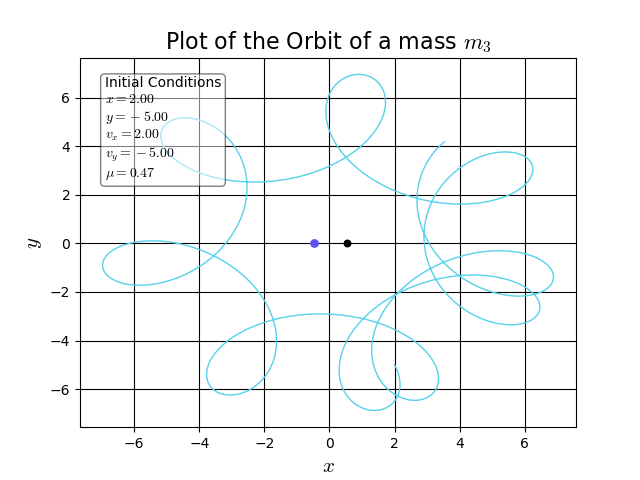 Plot of the Orbit of a mass m₃
Initial Conditions
x = 2.00
y = −5.00
vₓ = 2.00
v_y = −5.00
μ = 0.47
6
4
2
0
−2
−4
−6
y
−6 −4 −2 0 2 4 6
x